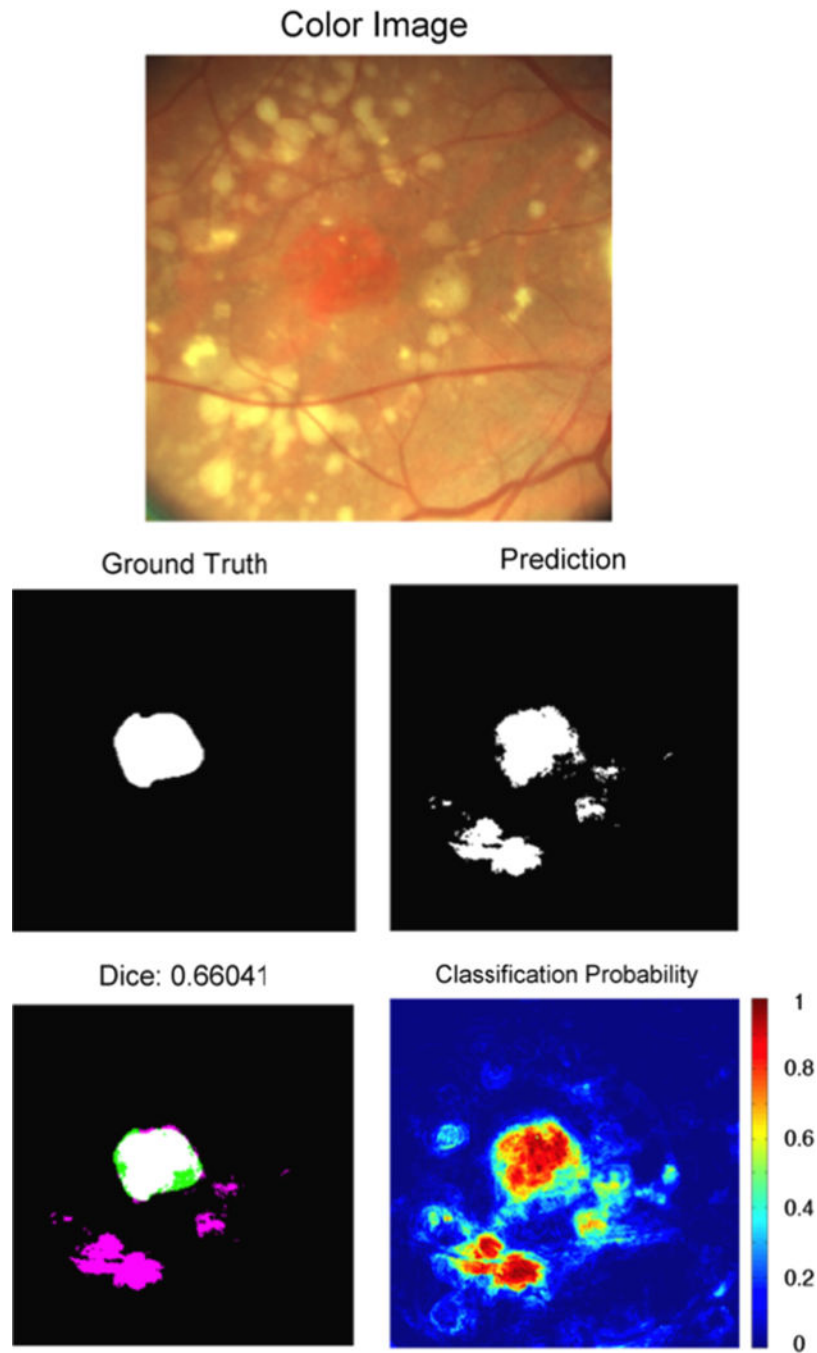 Color Image
Ground Truth
Prediction
Dice: 0.66041
Classification Probability
1
0.8
0.6
0.4
0.2
0